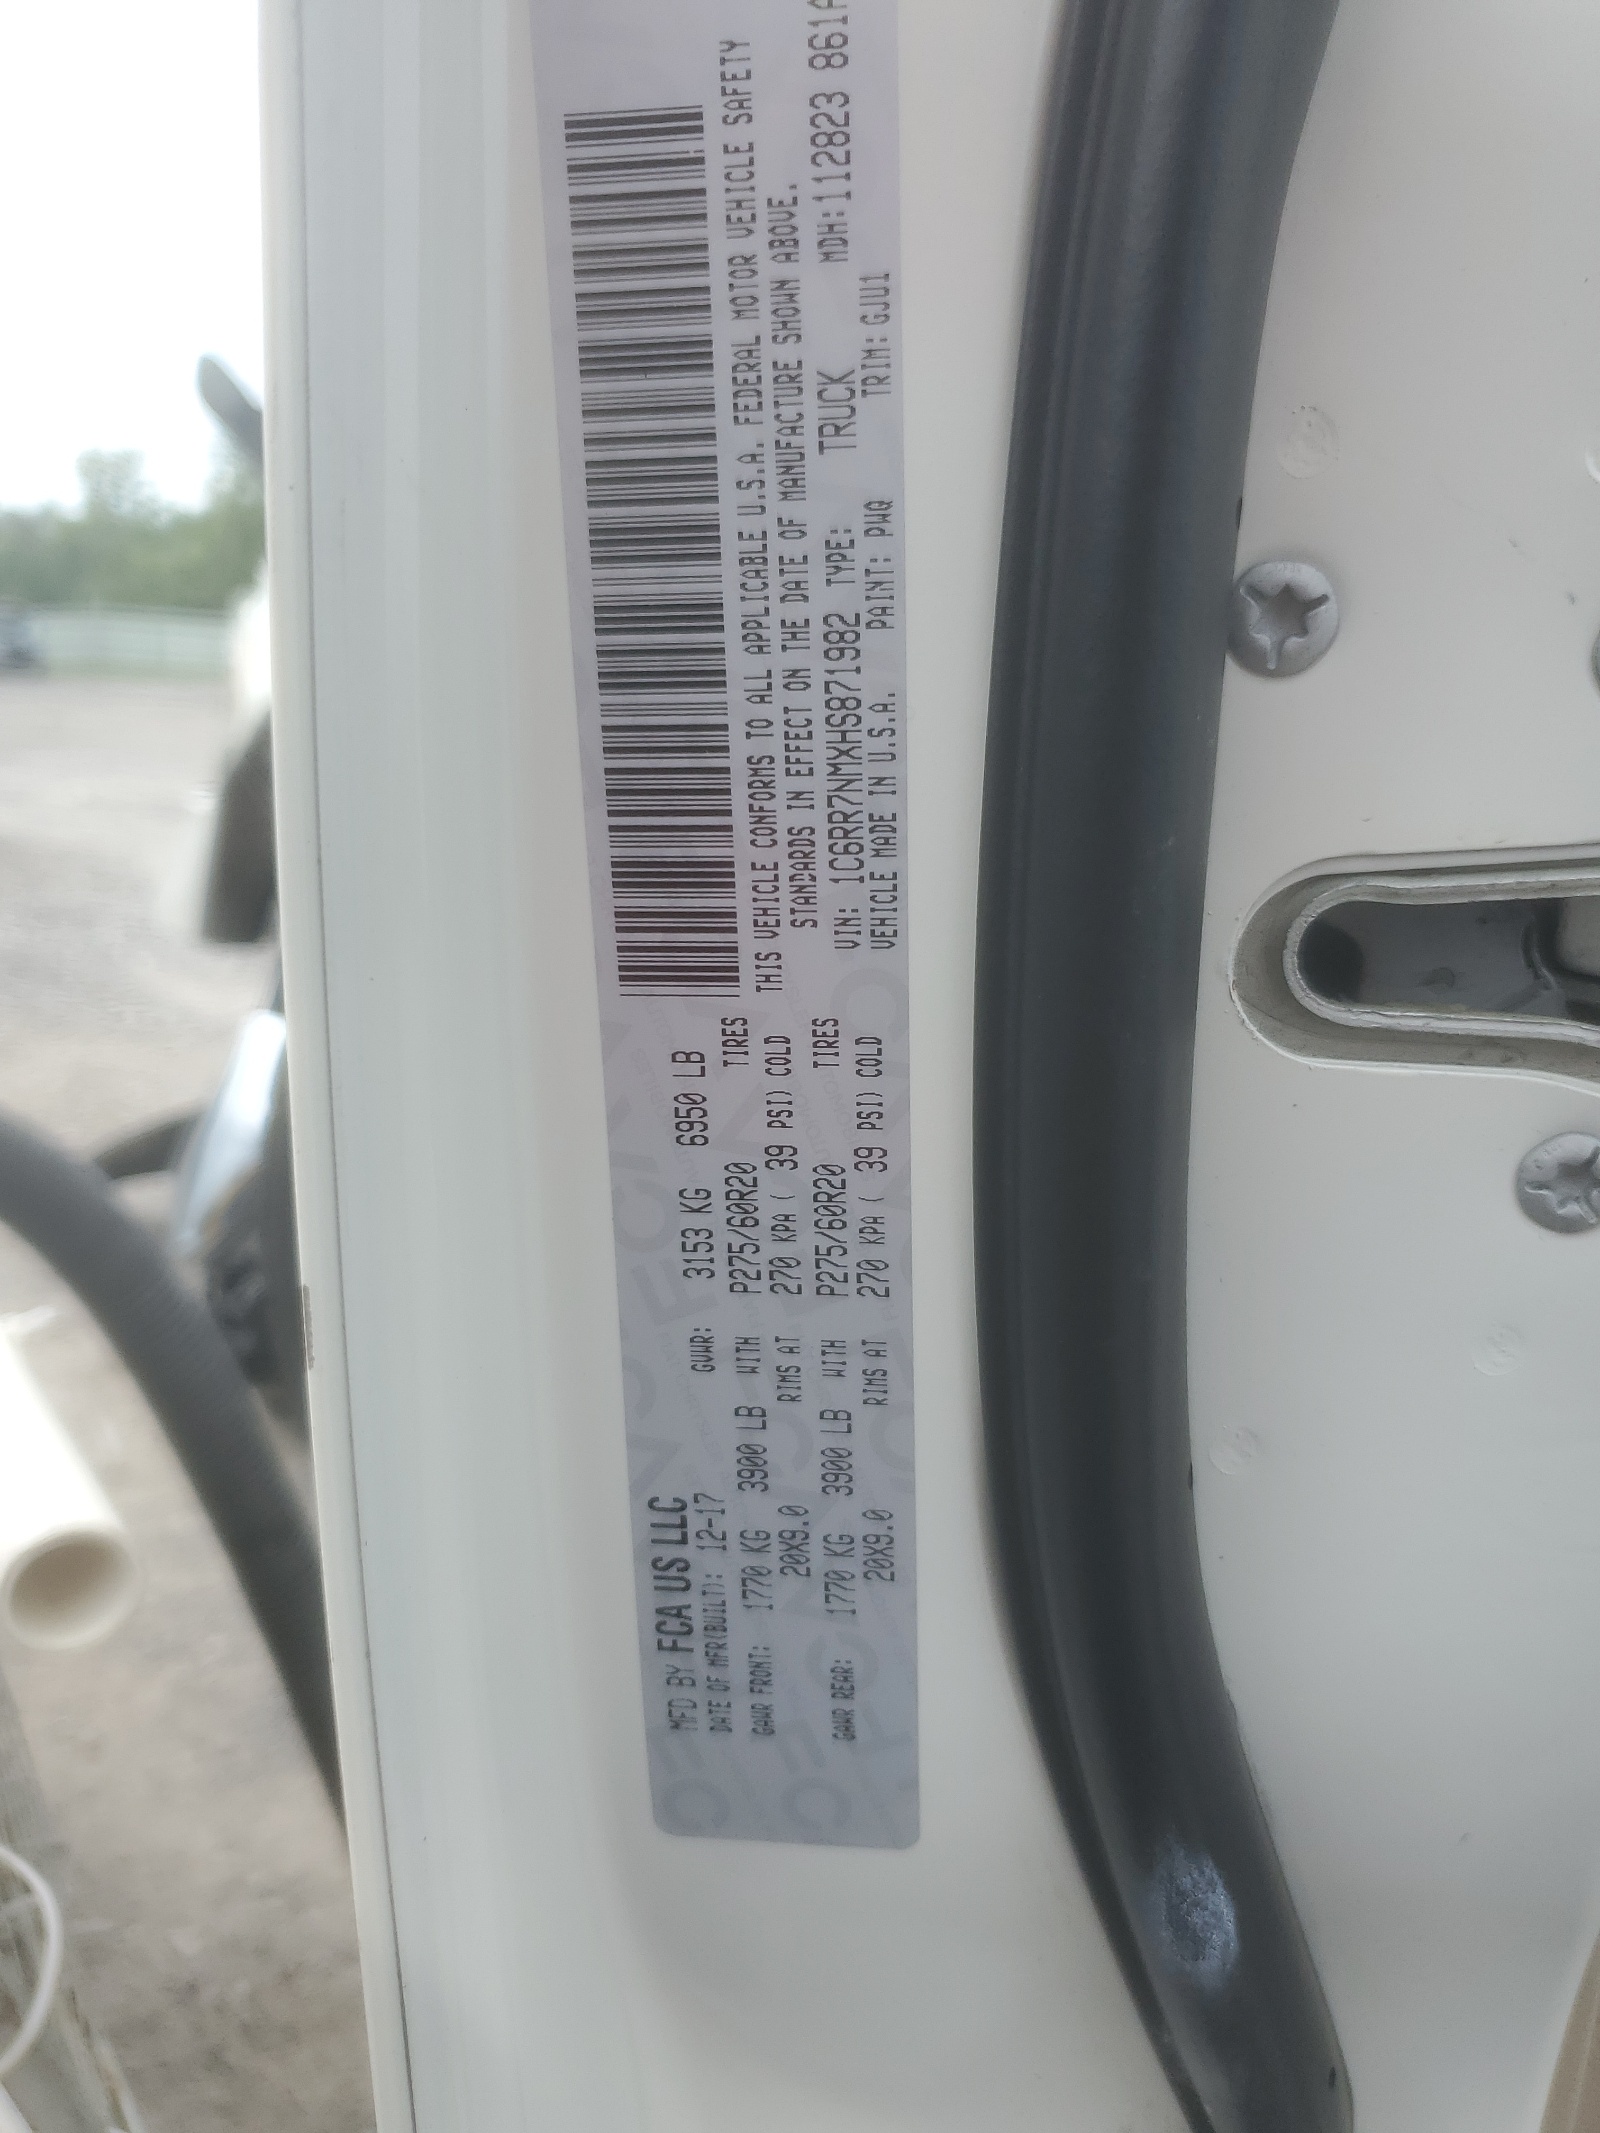 MFD BY FCA US LLC
DATE OF MFR(BUILT): 12-17 GVWR: 3153 KG 6950 LB
GAWR FRONT: 1770 KG 3900 LB WITH P275/60R20 TIRES
20X9.0 RIMS AT 270 KPA ( 39 PSI) COLD
GAWR REAR: 1770 KG 3900 LB WITH P275/60R20 TIRES
20X9.0 RIMS AT 270 KPA ( 39 PSI) COLD
THIS VEHICLE CONFORMS TO ALL APPLICABLE U.S.A. FEDERAL MOTOR VEHICLE SAFETY
STANDARDS IN EFFECT ON THE DATE OF MANUFACTURE SHOWN ABOVE.
VIN: 1C6RR7NMXHS871982 TYPE: TRUCK MDH:112823 861A
VEHICLE MADE IN U.S.A. PAINT: PWQ TRIM: GJU1